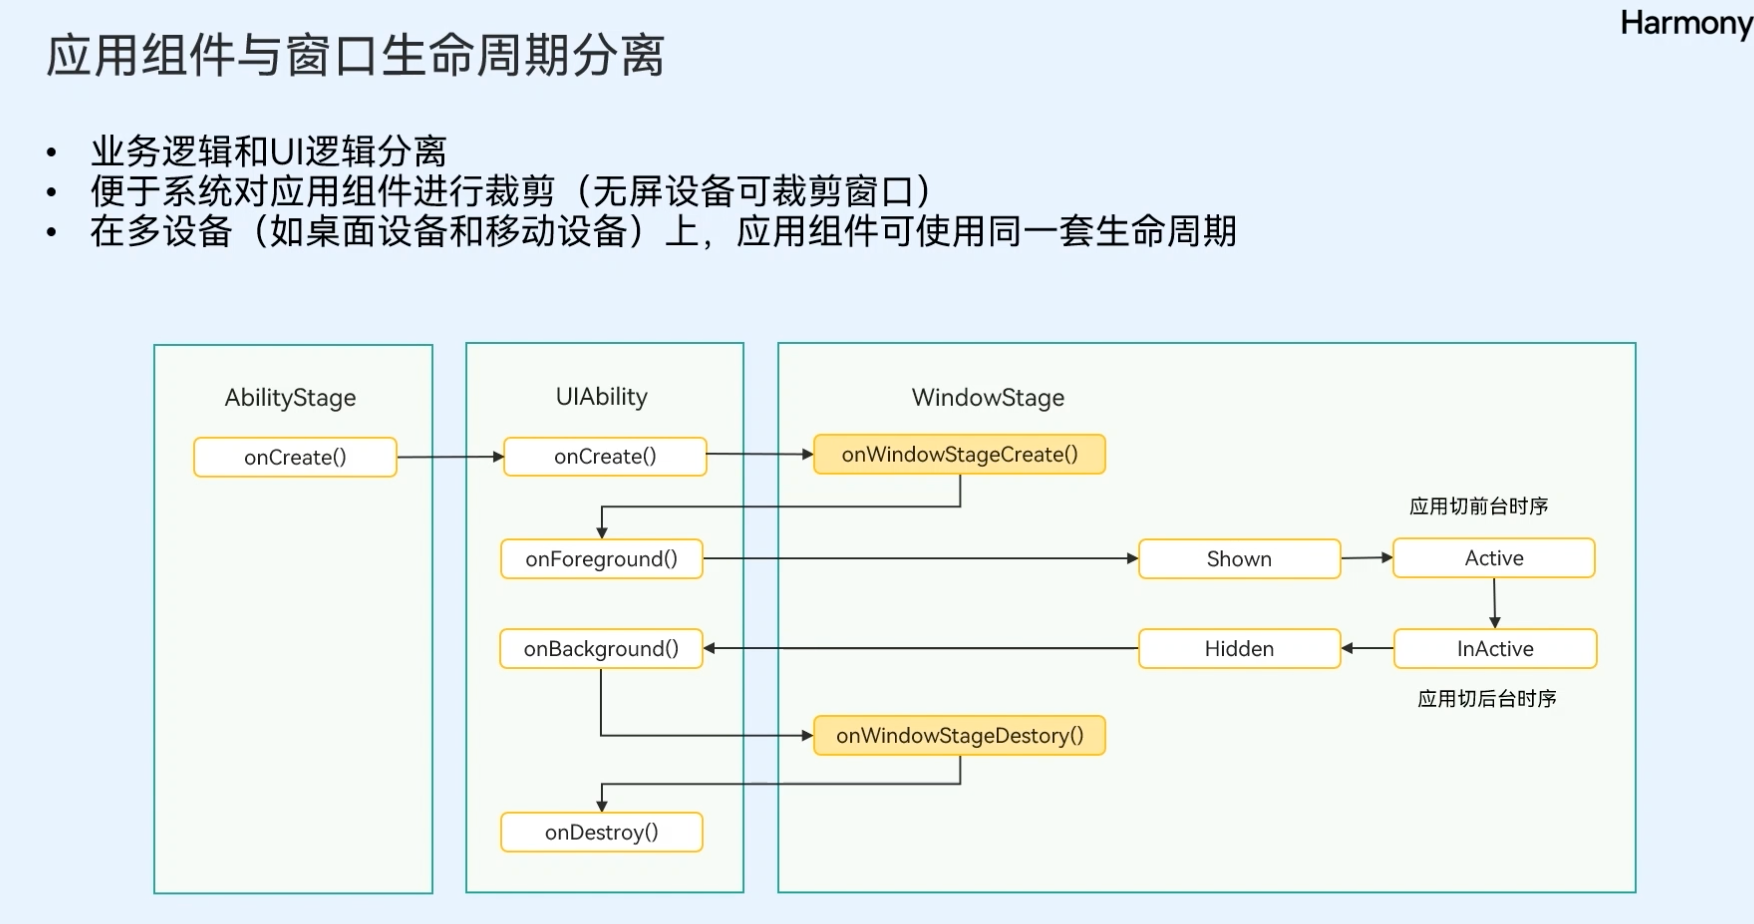 Harmony
应用组件与窗口生命周期分离
• 业务逻辑和UI逻辑分离
• 便于系统对应用组件进行裁剪（无屏设备可裁剪窗口）
• 在多设备（如桌面设备和移动设备）上，应用组件可使用同一套生命周期
AbilityStage
UIAbility
WindowStage
onCreate()
onCreate()
onWindowStageCreate()
应用切前台时序
onForeground()
Shown
Active
onBackground()
Hidden
InActive
应用切后台时序
onWindowStageDestory()
onDestroy()